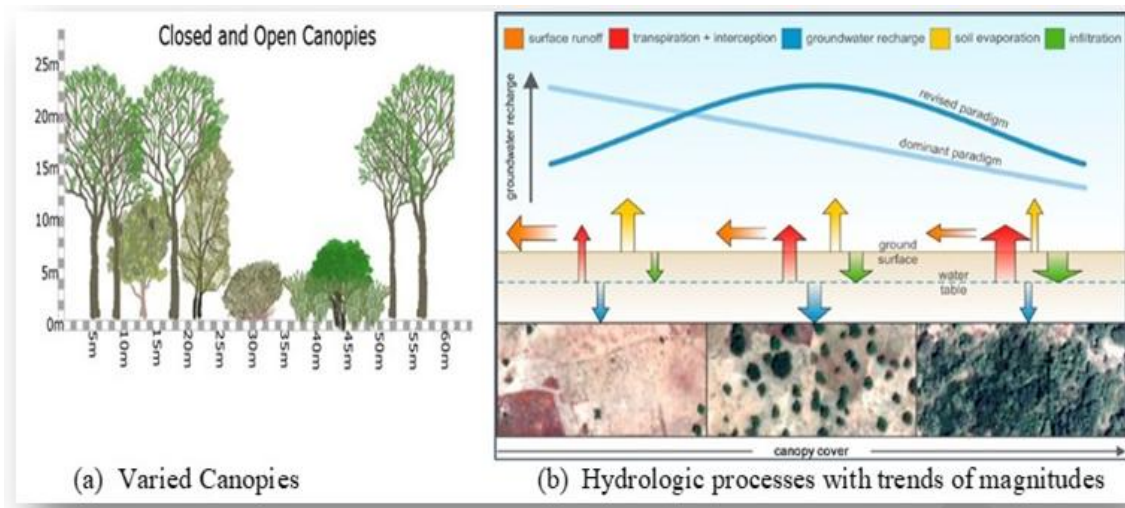 Closed and Open Canopies
25m
20m
15m
10m
5m
0m
5m
10m
15m
20m
25m
30m
35m
40m
45m
50m
55m
60m
(a) Varied Canopies
surface runoff transpiration + interception groundwater recharge soil evaporation infiltration
groundwater recharge
revised paradigm
dominant paradigm
ground
surface
water
table
canopy cover
(b) Hydrologic processes with trends of magnitudes